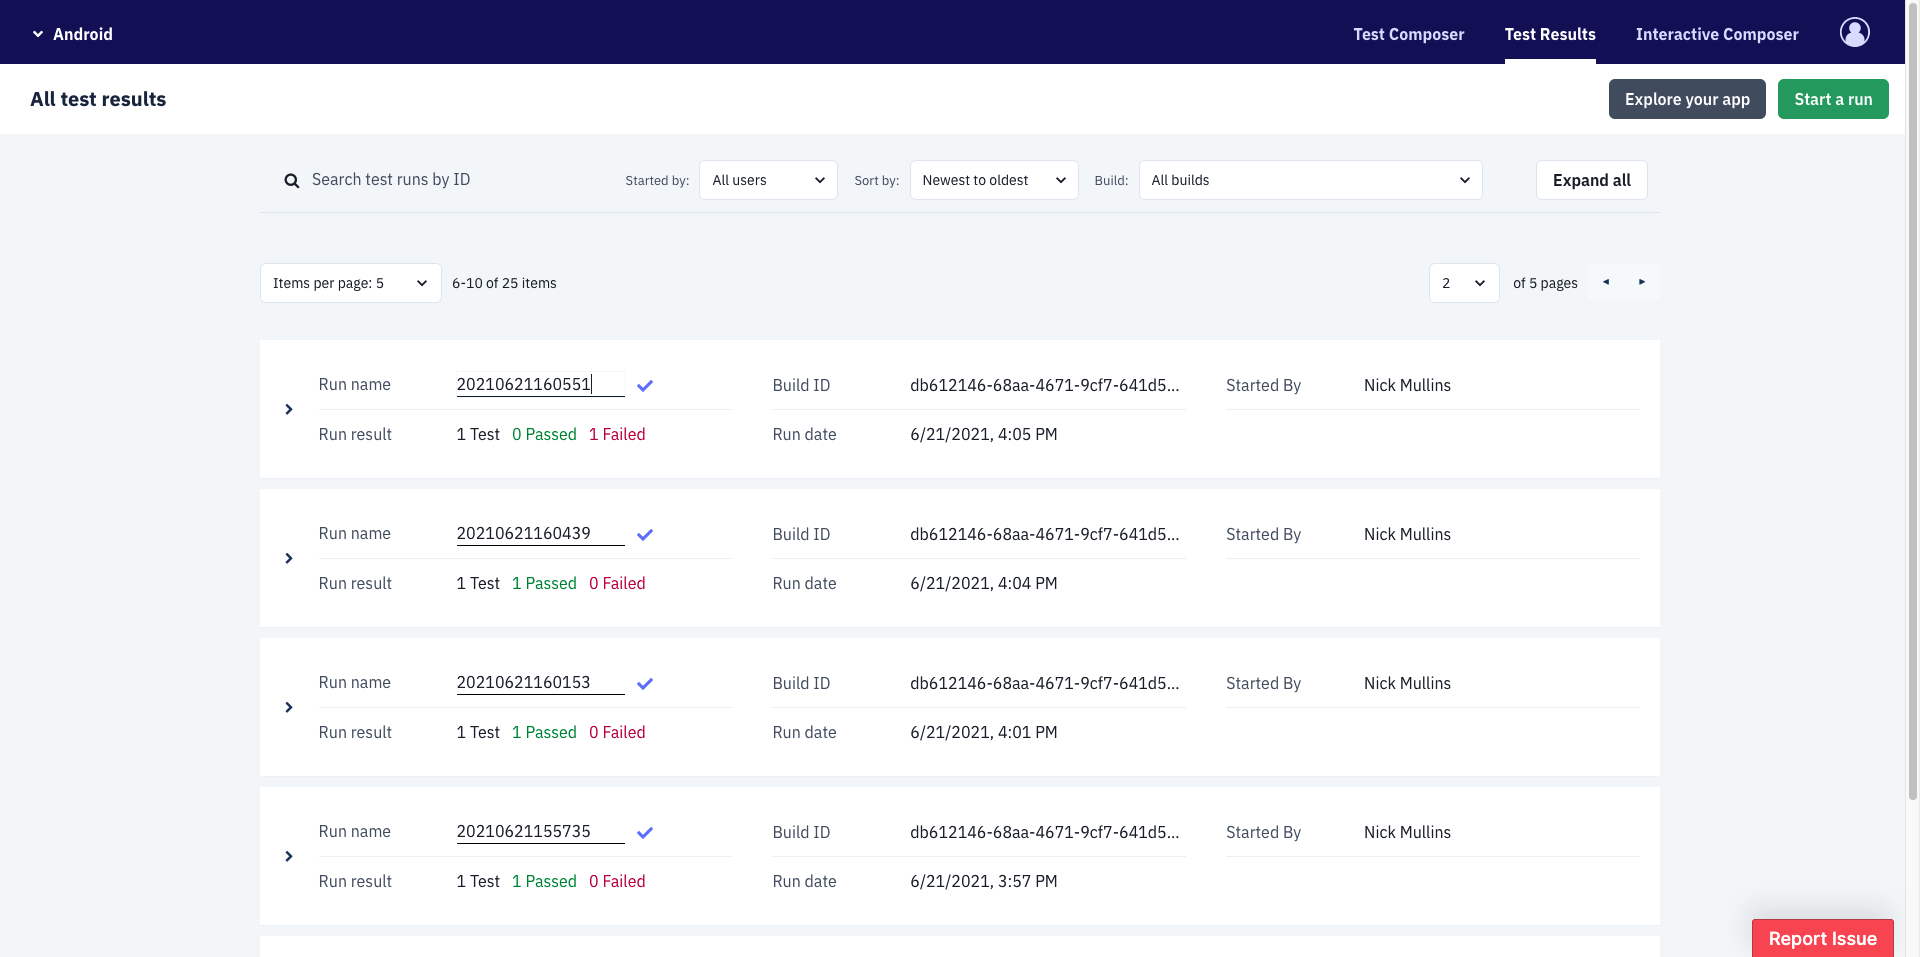 Android
Test Composer
Test Results
Interactive Composer
All test results
Explore your app
Start a run
Search test runs by ID
Started by:
All users
Sort by:
Newest to oldest
Build:
All builds
Expand all
Items per page: 5
6-10 of 25 items
2
of 5 pages
Run name
20210621160551
Build ID
db612146-68aa-4671-9cf7-641d5...
Started By
Nick Mullins
Run result
1 Test 0 Passed 1 Failed
Run date
6/21/2021, 4:05 PM
Run name
20210621160439
Build ID
db612146-68aa-4671-9cf7-641d5...
Started By
Nick Mullins
Run result
1 Test 1 Passed 0 Failed
Run date
6/21/2021, 4:04 PM
Run name
20210621160153
Build ID
db612146-68aa-4671-9cf7-641d5...
Started By
Nick Mullins
Run result
1 Test 1 Passed 0 Failed
Run date
6/21/2021, 4:01 PM
Run name
20210621155735
Build ID
db612146-68aa-4671-9cf7-641d5...
Started By
Nick Mullins
Run result
1 Test 1 Passed 0 Failed
Run date
6/21/2021, 3:57 PM
Report Issue